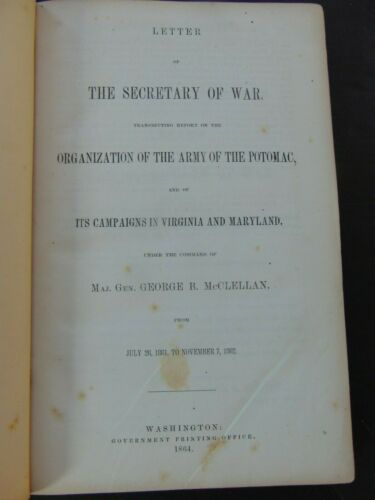 LETTER
OF
THE SECRETARY OF WAR,
TRANSMITTING REPORT ON THE
ORGANIZATION OF THE ARMY OF THE POTOMAC,
AND OF
ITS CAMPAIGNS IN VIRGINIA AND MARYLAND,
UNDER THE COMMAND OF
MAJ. GEN. GEORGE B. McCLELLAN,
FROM
JULY 26, 1861, TO NOVEMBER 7, 1862.
WASHINGTON:
GOVERNMENT PRINTING-OFFICE,
1864.